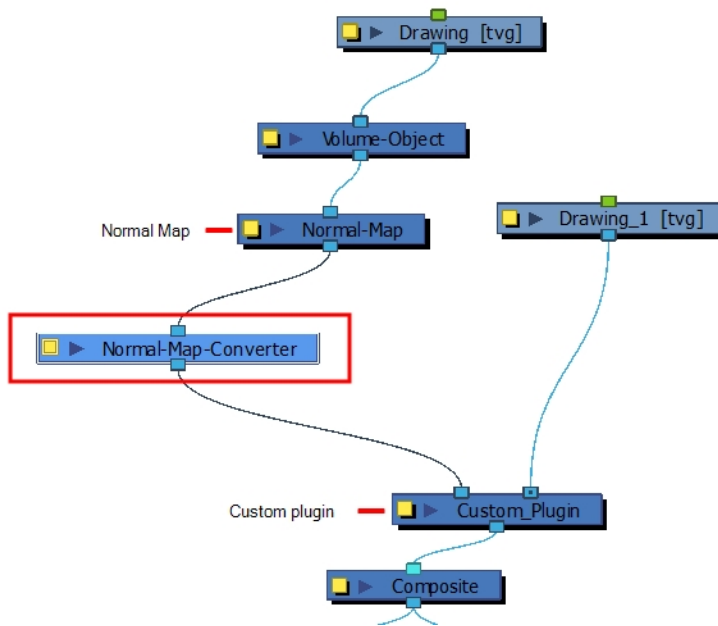 Drawing [tvg]
Volume-Object
Normal Map
Normal-Map
Drawing_1 [tvg]
Normal-Map-Converter
Custom plugin
Custom_Plugin
Composite